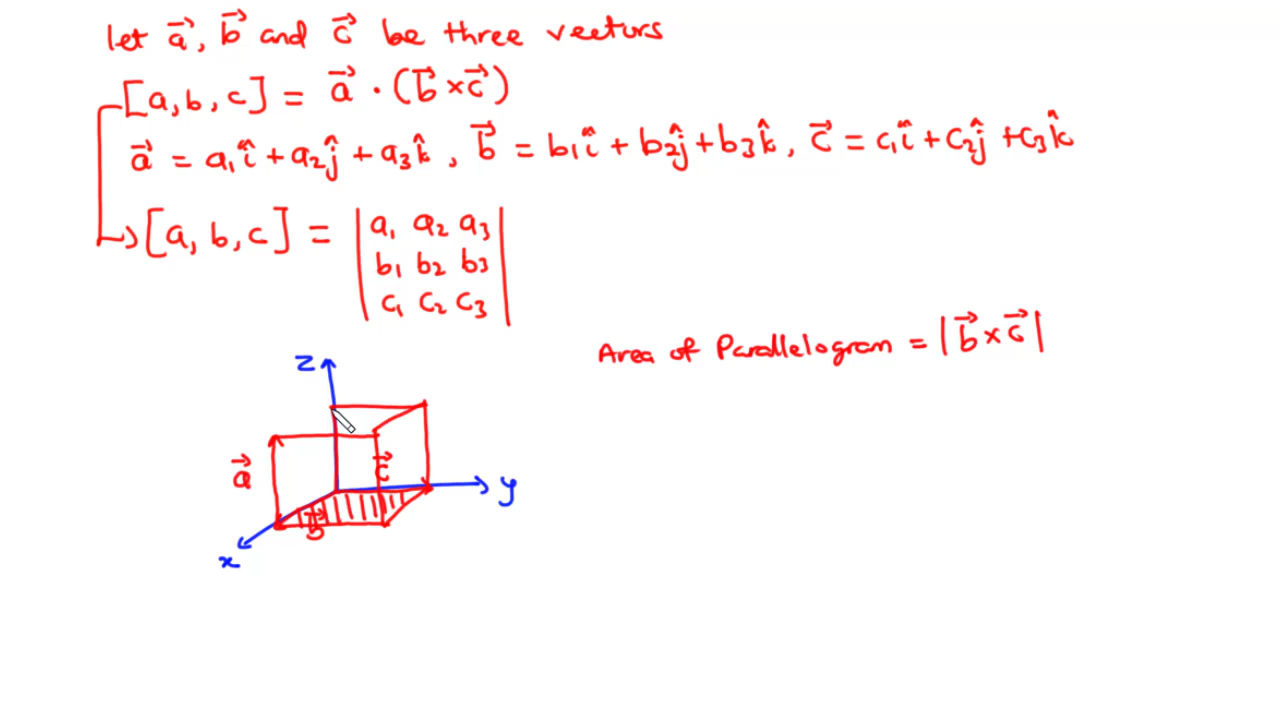 let a⃗, b⃗ and c⃗ be three vectors
[a, b, c] = a⃗ · (b⃗ × c⃗)
a⃗ = a₁î + a₂ĵ + a₃k̂, b⃗ = b₁î + b₂ĵ + b₃k̂, c⃗ = c₁î + c₂ĵ + c₃k̂
[a, b, c] = | a₁ a₂ a₃ |
| b₁ b₂ b₃ |
| c₁ c₂ c₃ |
Area of Parallelogram = |b⃗ × c⃗|
z
a⃗
c⃗
y
b⃗
x